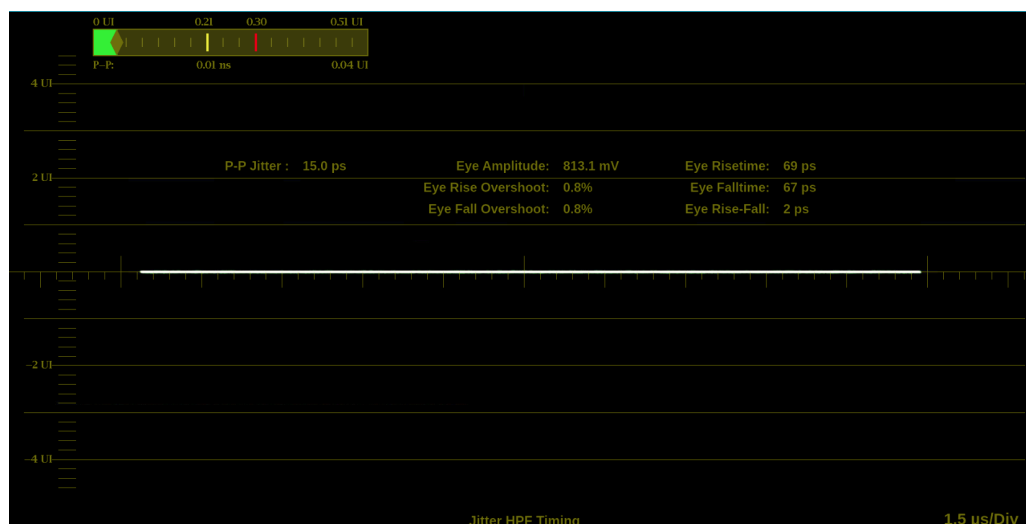 0 UI 0.21 0.30 0.51 UI
P-P: 0.01 ns 0.04 UI
4 UI
P-P Jitter : 15.0 ps Eye Amplitude: 813.1 mV Eye Risetime: 69 ps
2 UI
Eye Rise Overshoot: 0.8% Eye Falltime: 67 ps
Eye Fall Overshoot: 0.8% Eye Rise-Fall: 2 ps
-2 UI
-4 UI
Jitter HPF Timing 1.5 us/Div